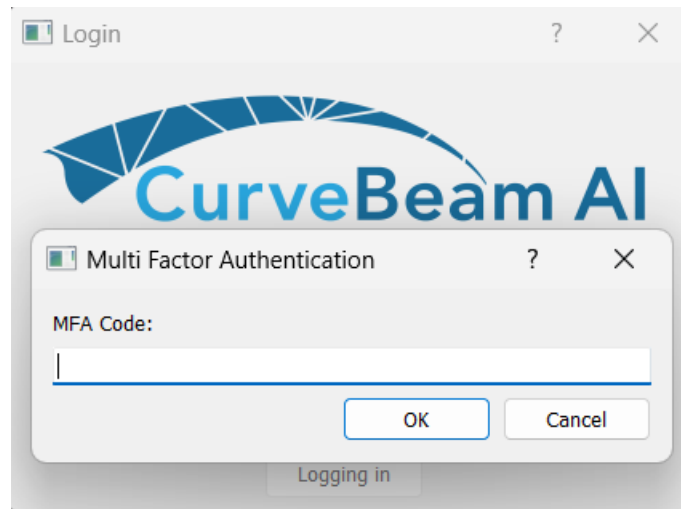 Login
CurveBeam AI
Multi Factor Authentication
MFA Code:
OK Cancel
Logging in